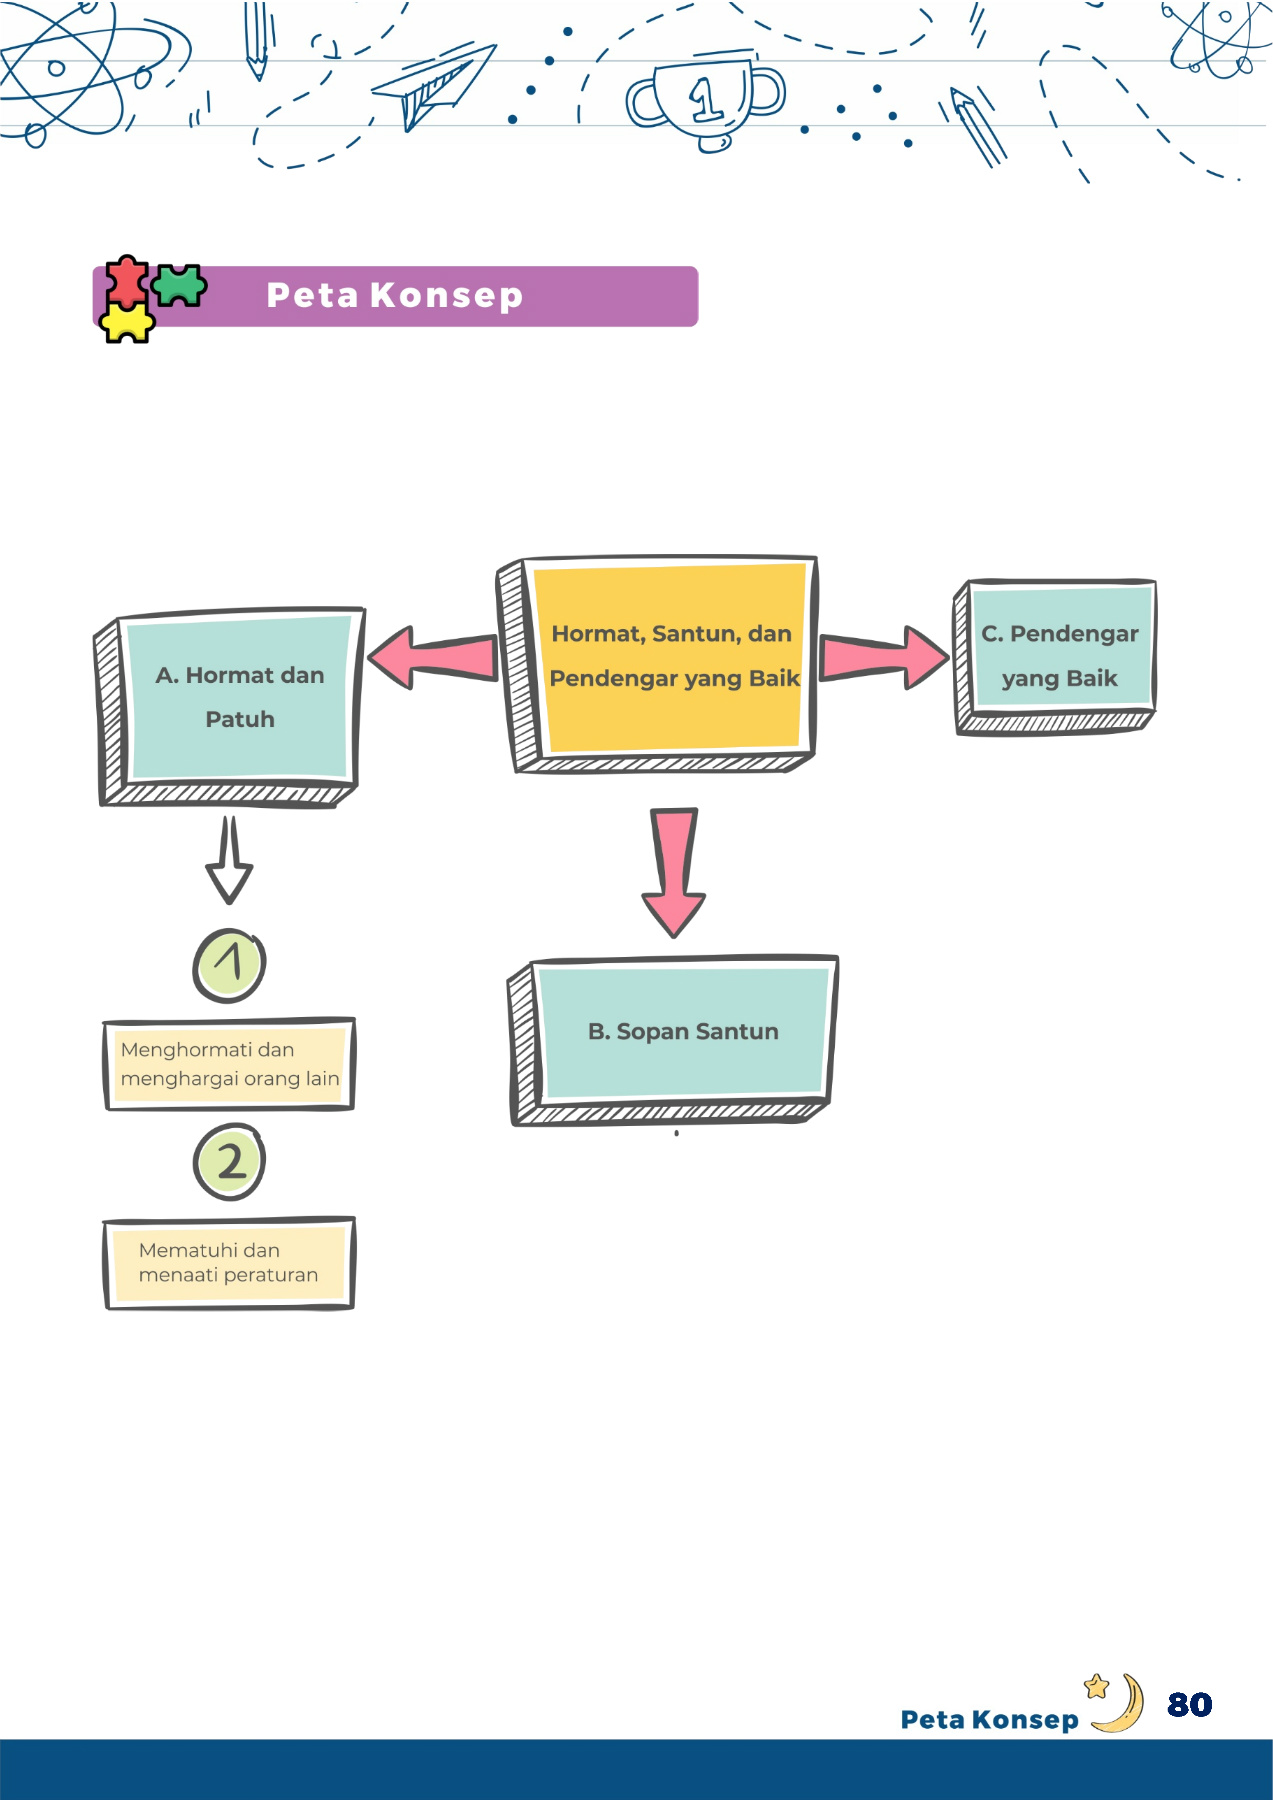 1
Peta Konsep
Hormat, Santun, dan
Pendengar yang Baik
A. Hormat dan
Patuh
1
Menghormati dan
menghargai orang lain
2
Mematuhi dan
menaati peraturan
B. Sopan Santun
C. Pendengar
yang Baik
Peta Konsep
80